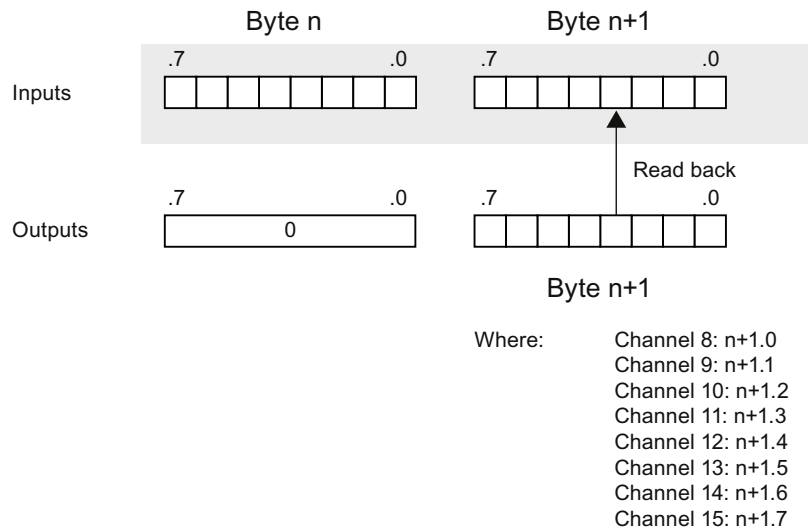 Byte n Byte n+1
.7 .0 .7 .0
Inputs
Read back
.7 .0 .7 .0
Outputs 0
Byte n+1
Where: Channel 8: n+1.0
Channel 9: n+1.1
Channel 10: n+1.2
Channel 11: n+1.3
Channel 12: n+1.4
Channel 13: n+1.5
Channel 14: n+1.6
Channel 15: n+1.7